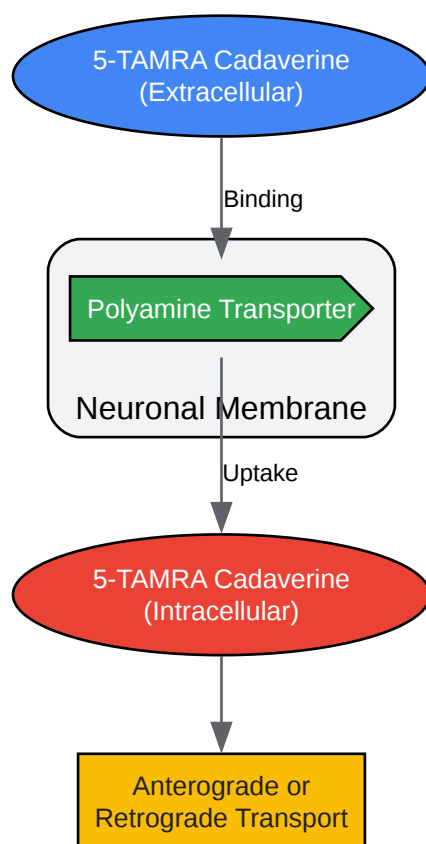 5-TAMRA Cadaverine
(Extracellular)
Binding
Polyamine Transporter
Neuronal Membrane
Uptake
5-TAMRA Cadaverine
(Intracellular)
Anterograde or
Retrograde Transport